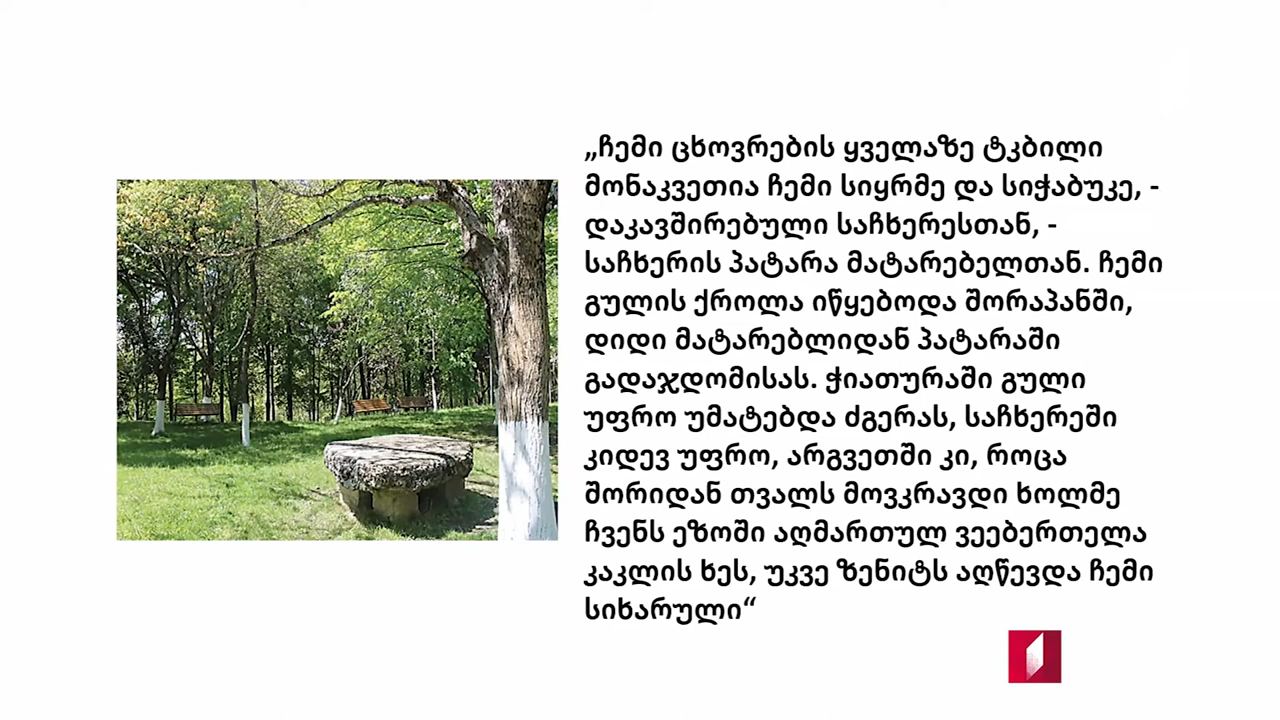 „ჩემი ცხოვრების ყველაზე ტკბილი
მონაკვეთია ჩემი სიყრმე და სიჭაბუკე, -
დაკავშირებული საჩხერესთან, -
საჩხერის პატარა მატარებელთან. ჩემი
გულის ქროლა იწყებოდა შორაპანში,
დიდი მატარებლიდან პატარაში
გადაჯდომისას. ჭიათურაში გული
უფრო უმატებდა ძგერას, საჩხერეში
კიდევ უფრო, არგვეთში კი, როცა
შორიდან თვალს მოვკრავდი ხოლმე
ჩვენს ეზოში აღმართულ ვეებერთელა
კაკლის ხეს, უკვე ზენიტს აღწევდა ჩემი
სიხარული“